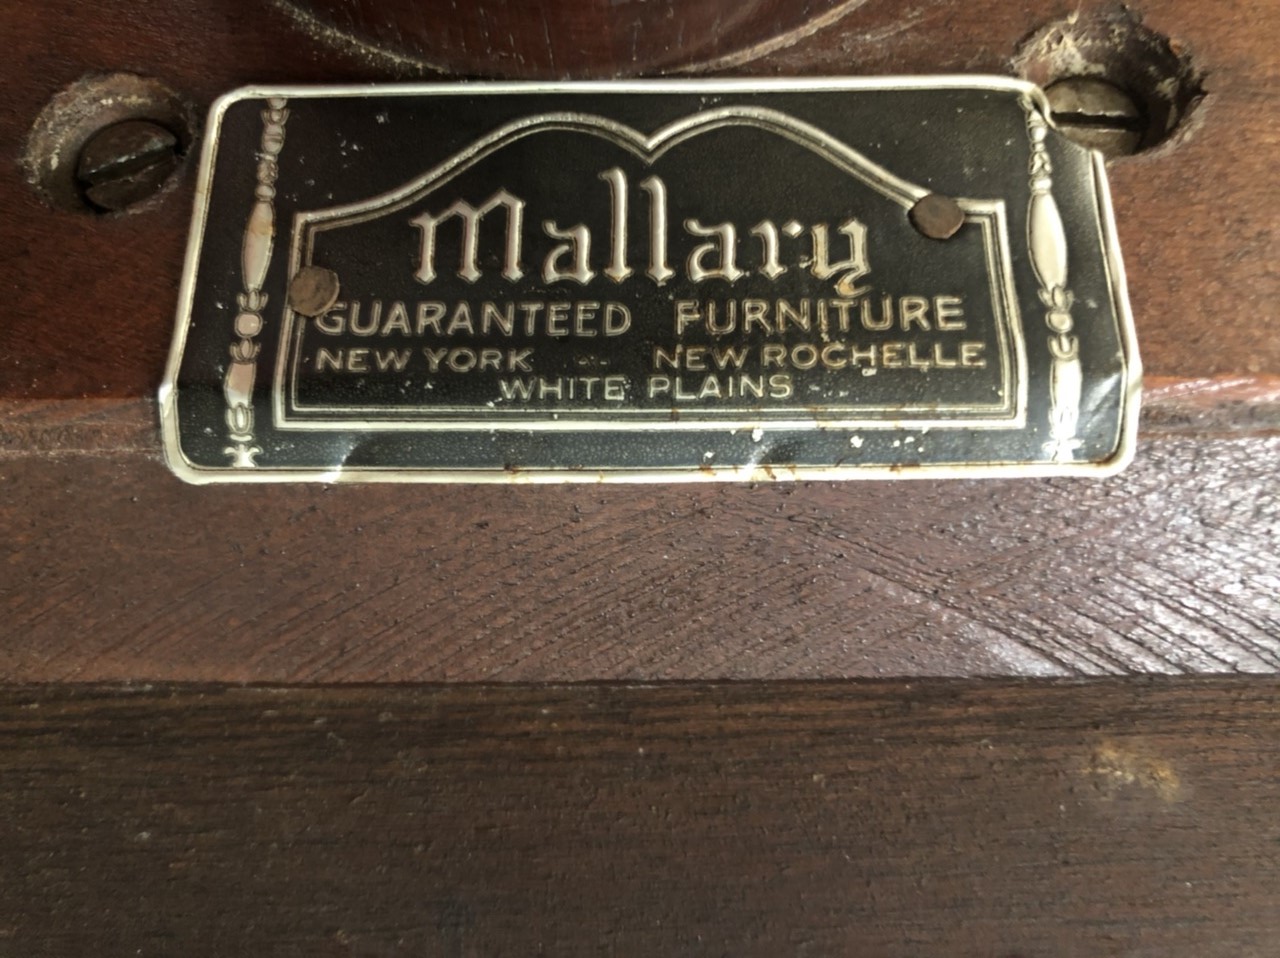 Mallary
GUARANTEED FURNITURE
NEW YORK - NEW ROCHELLE
WHITE PLAINS